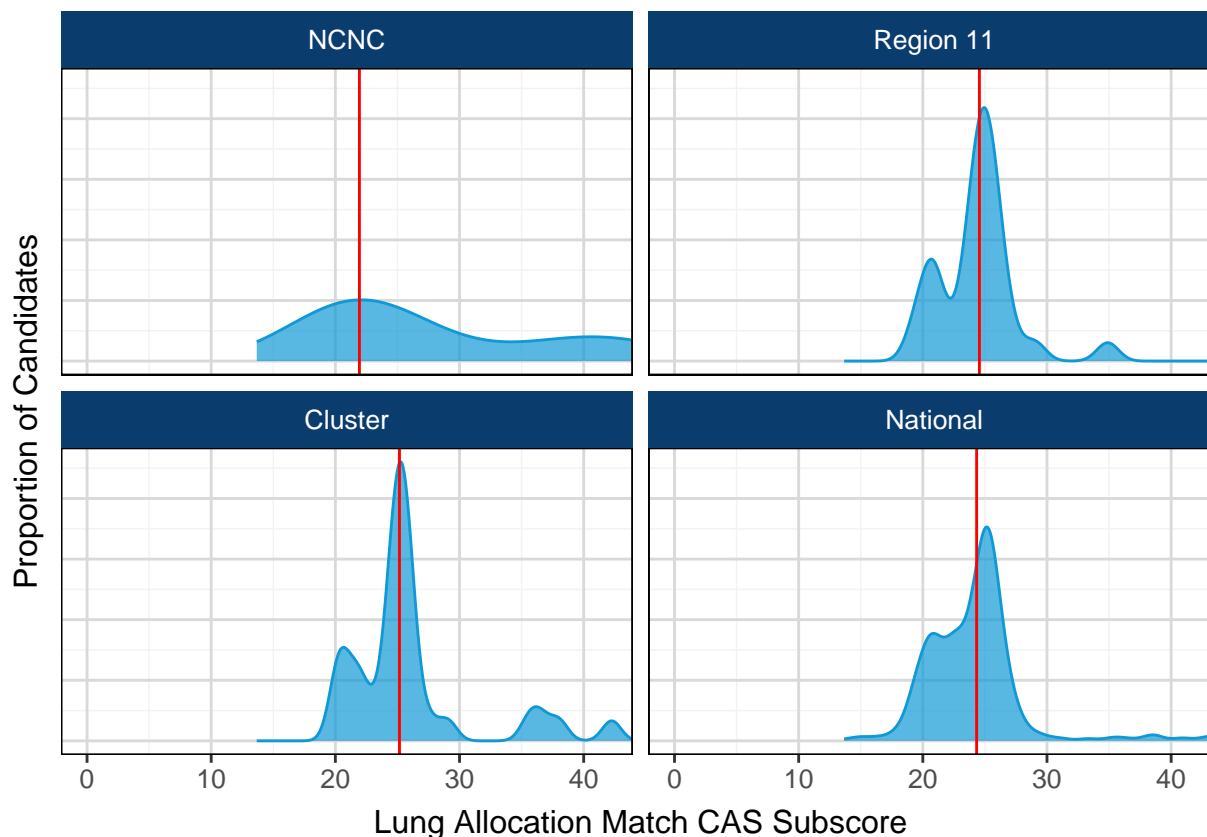 NCNC
Region 11
Cluster
National
Proportion of Candidates
0 10 20 30 40
0 10 20 30 40
Lung Allocation Match CAS Subscore